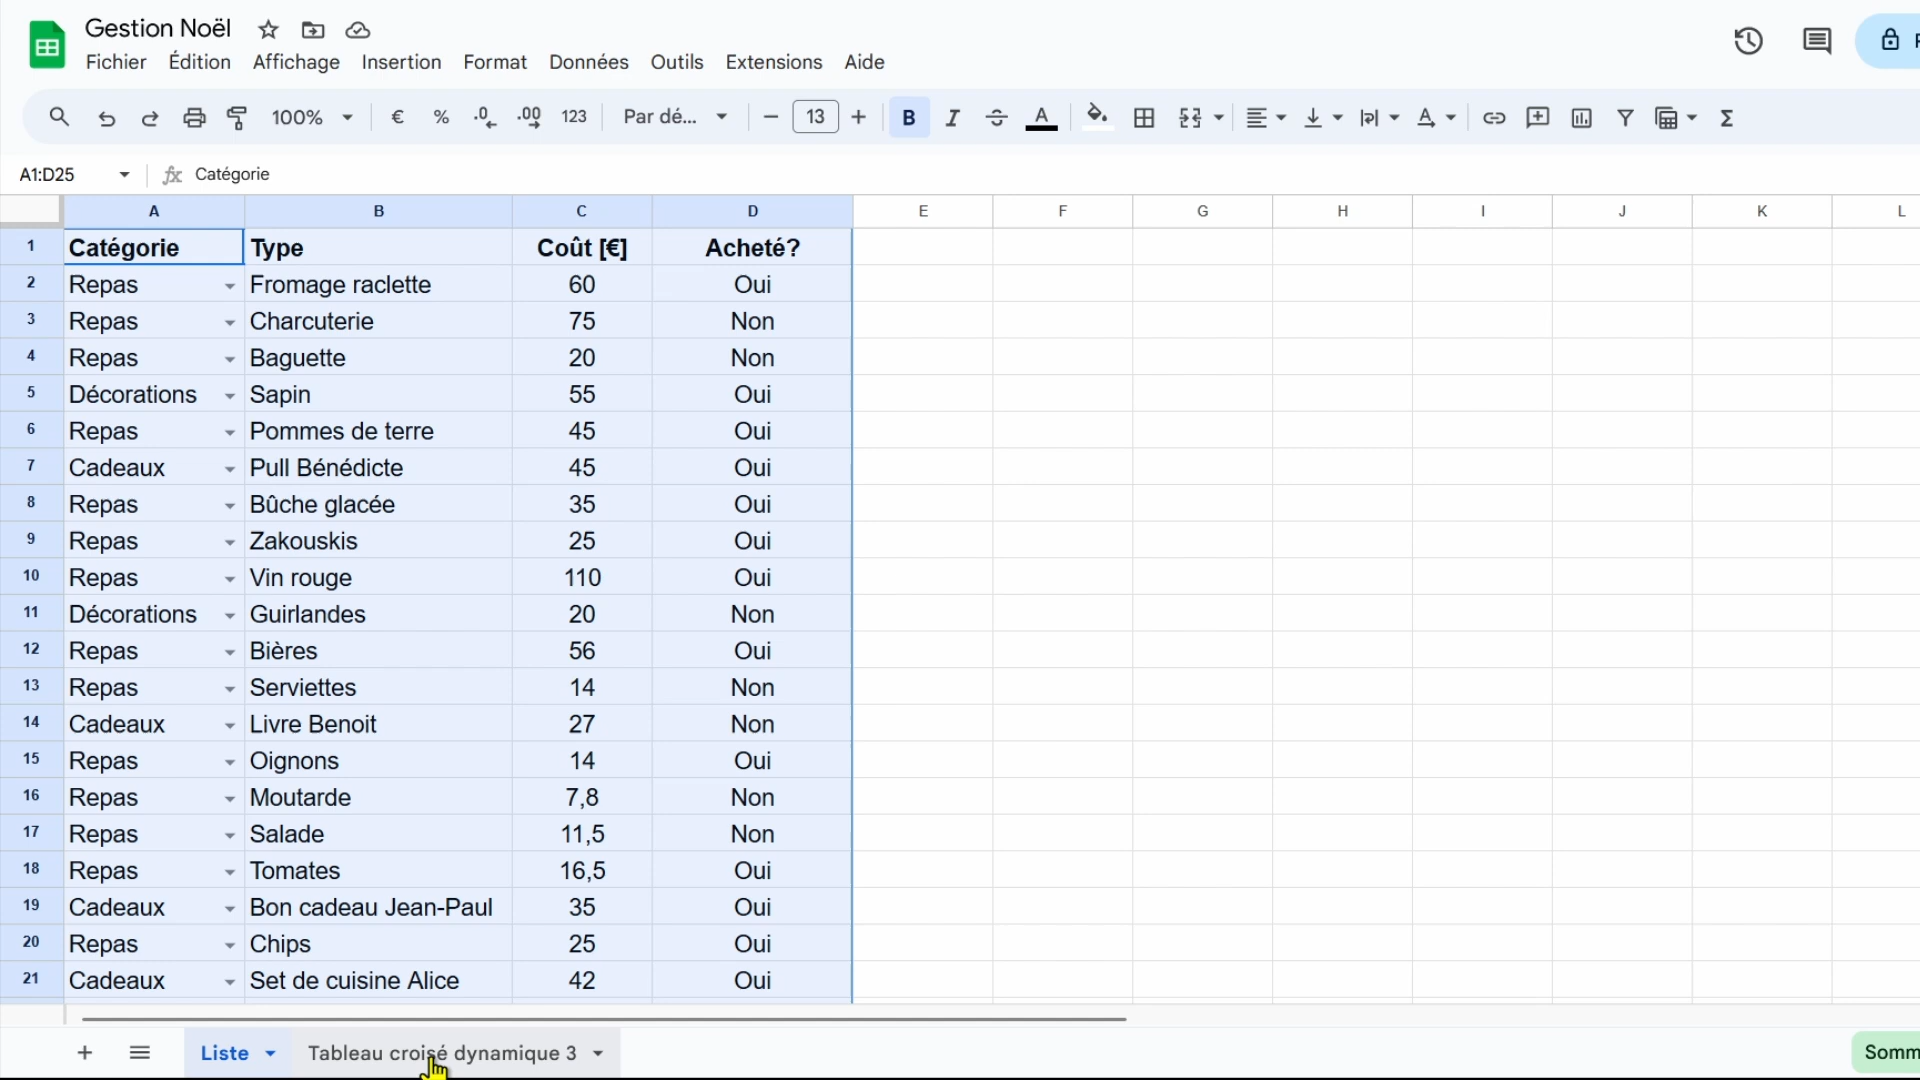 Gestion Noël
Fichier Édition Affichage Insertion Format Données Outils Extensions Aide
100% € % .0 .00 123 Par dé... 13 B I A A Σ
A1:D25 fx Catégorie
A B C D E F G H I J K L
1 Catégorie Type Coût [€] Acheté?
2 Repas Fromage raclette 60 Oui
3 Repas Charcuterie 75 Non
4 Repas Baguette 20 Non
5 Décorations Sapin 55 Oui
6 Repas Pommes de terre 45 Oui
7 Cadeaux Pull Bénédicte 45 Oui
8 Repas Bûche glacée 35 Oui
9 Repas Zakouskis 25 Oui
10 Repas Vin rouge 110 Oui
11 Décorations Guirlandes 20 Non
12 Repas Bières 56 Oui
13 Repas Serviettes 14 Non
14 Cadeaux Livre Benoit 27 Non
15 Repas Oignons 14 Oui
16 Repas Moutarde 7,8 Non
17 Repas Salade 11,5 Non
18 Repas Tomates 16,5 Oui
19 Cadeaux Bon cadeau Jean-Paul 35 Oui
20 Repas Chips 25 Oui
21 Cadeaux Set de cuisine Alice 42 Oui
Liste Tableau croisé dynamique 3 Somm